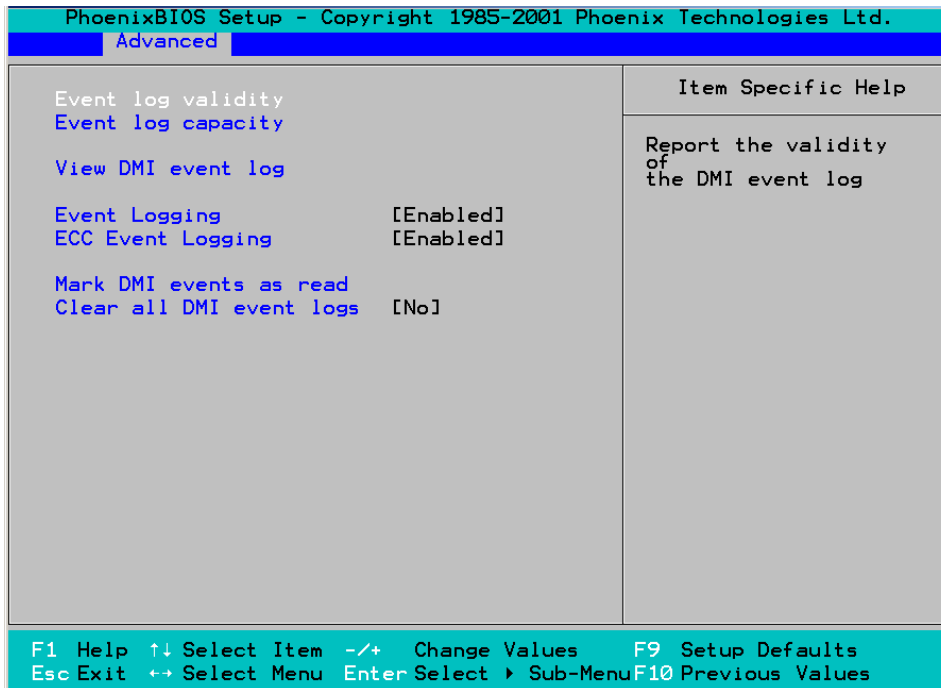 PhoenixBIOS Setup - Copyright 1985-2001 Phoenix Technologies Ltd.
Advanced
Event log validity
Event log capacity
View DMI event log
Event Logging [Enabled]
ECC Event Logging [Enabled]
Mark DMI events as read
Clear all DMI event logs [No]
Item Specific Help
Report the validity
of
the DMI event log
F1 Help ↑↓ Select Item -/+ Change Values F9 Setup Defaults
Esc Exit ←→ Select Menu Enter Select ▸ Sub-Menu F10 Previous Values